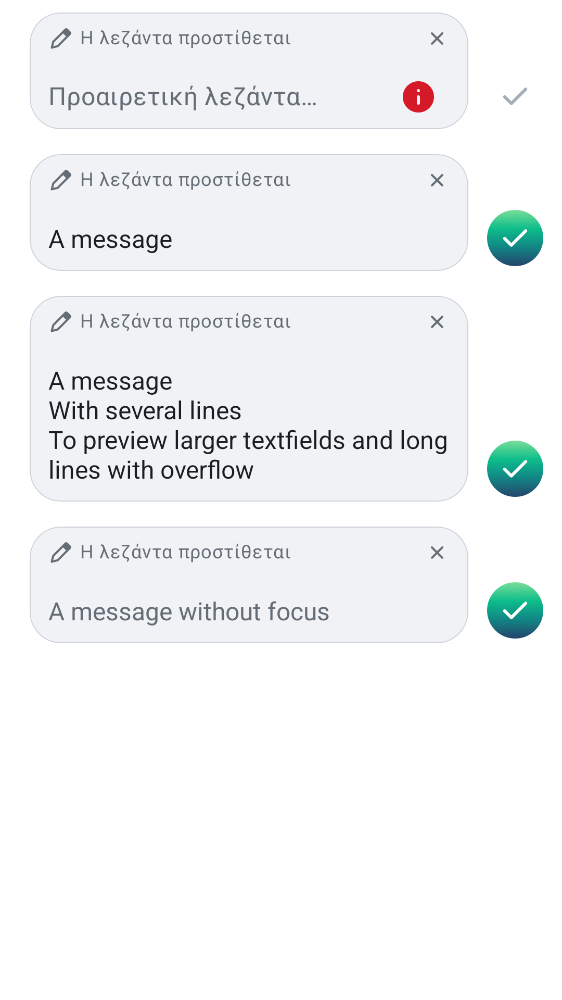 Η λεζάντα προστίθεται
Προαιρετική λεζάντα…
Η λεζάντα προστίθεται
A message
Η λεζάντα προστίθεται
A message
With several lines
To preview larger textfields and long
lines with overflow
Η λεζάντα προστίθεται
A message without focus